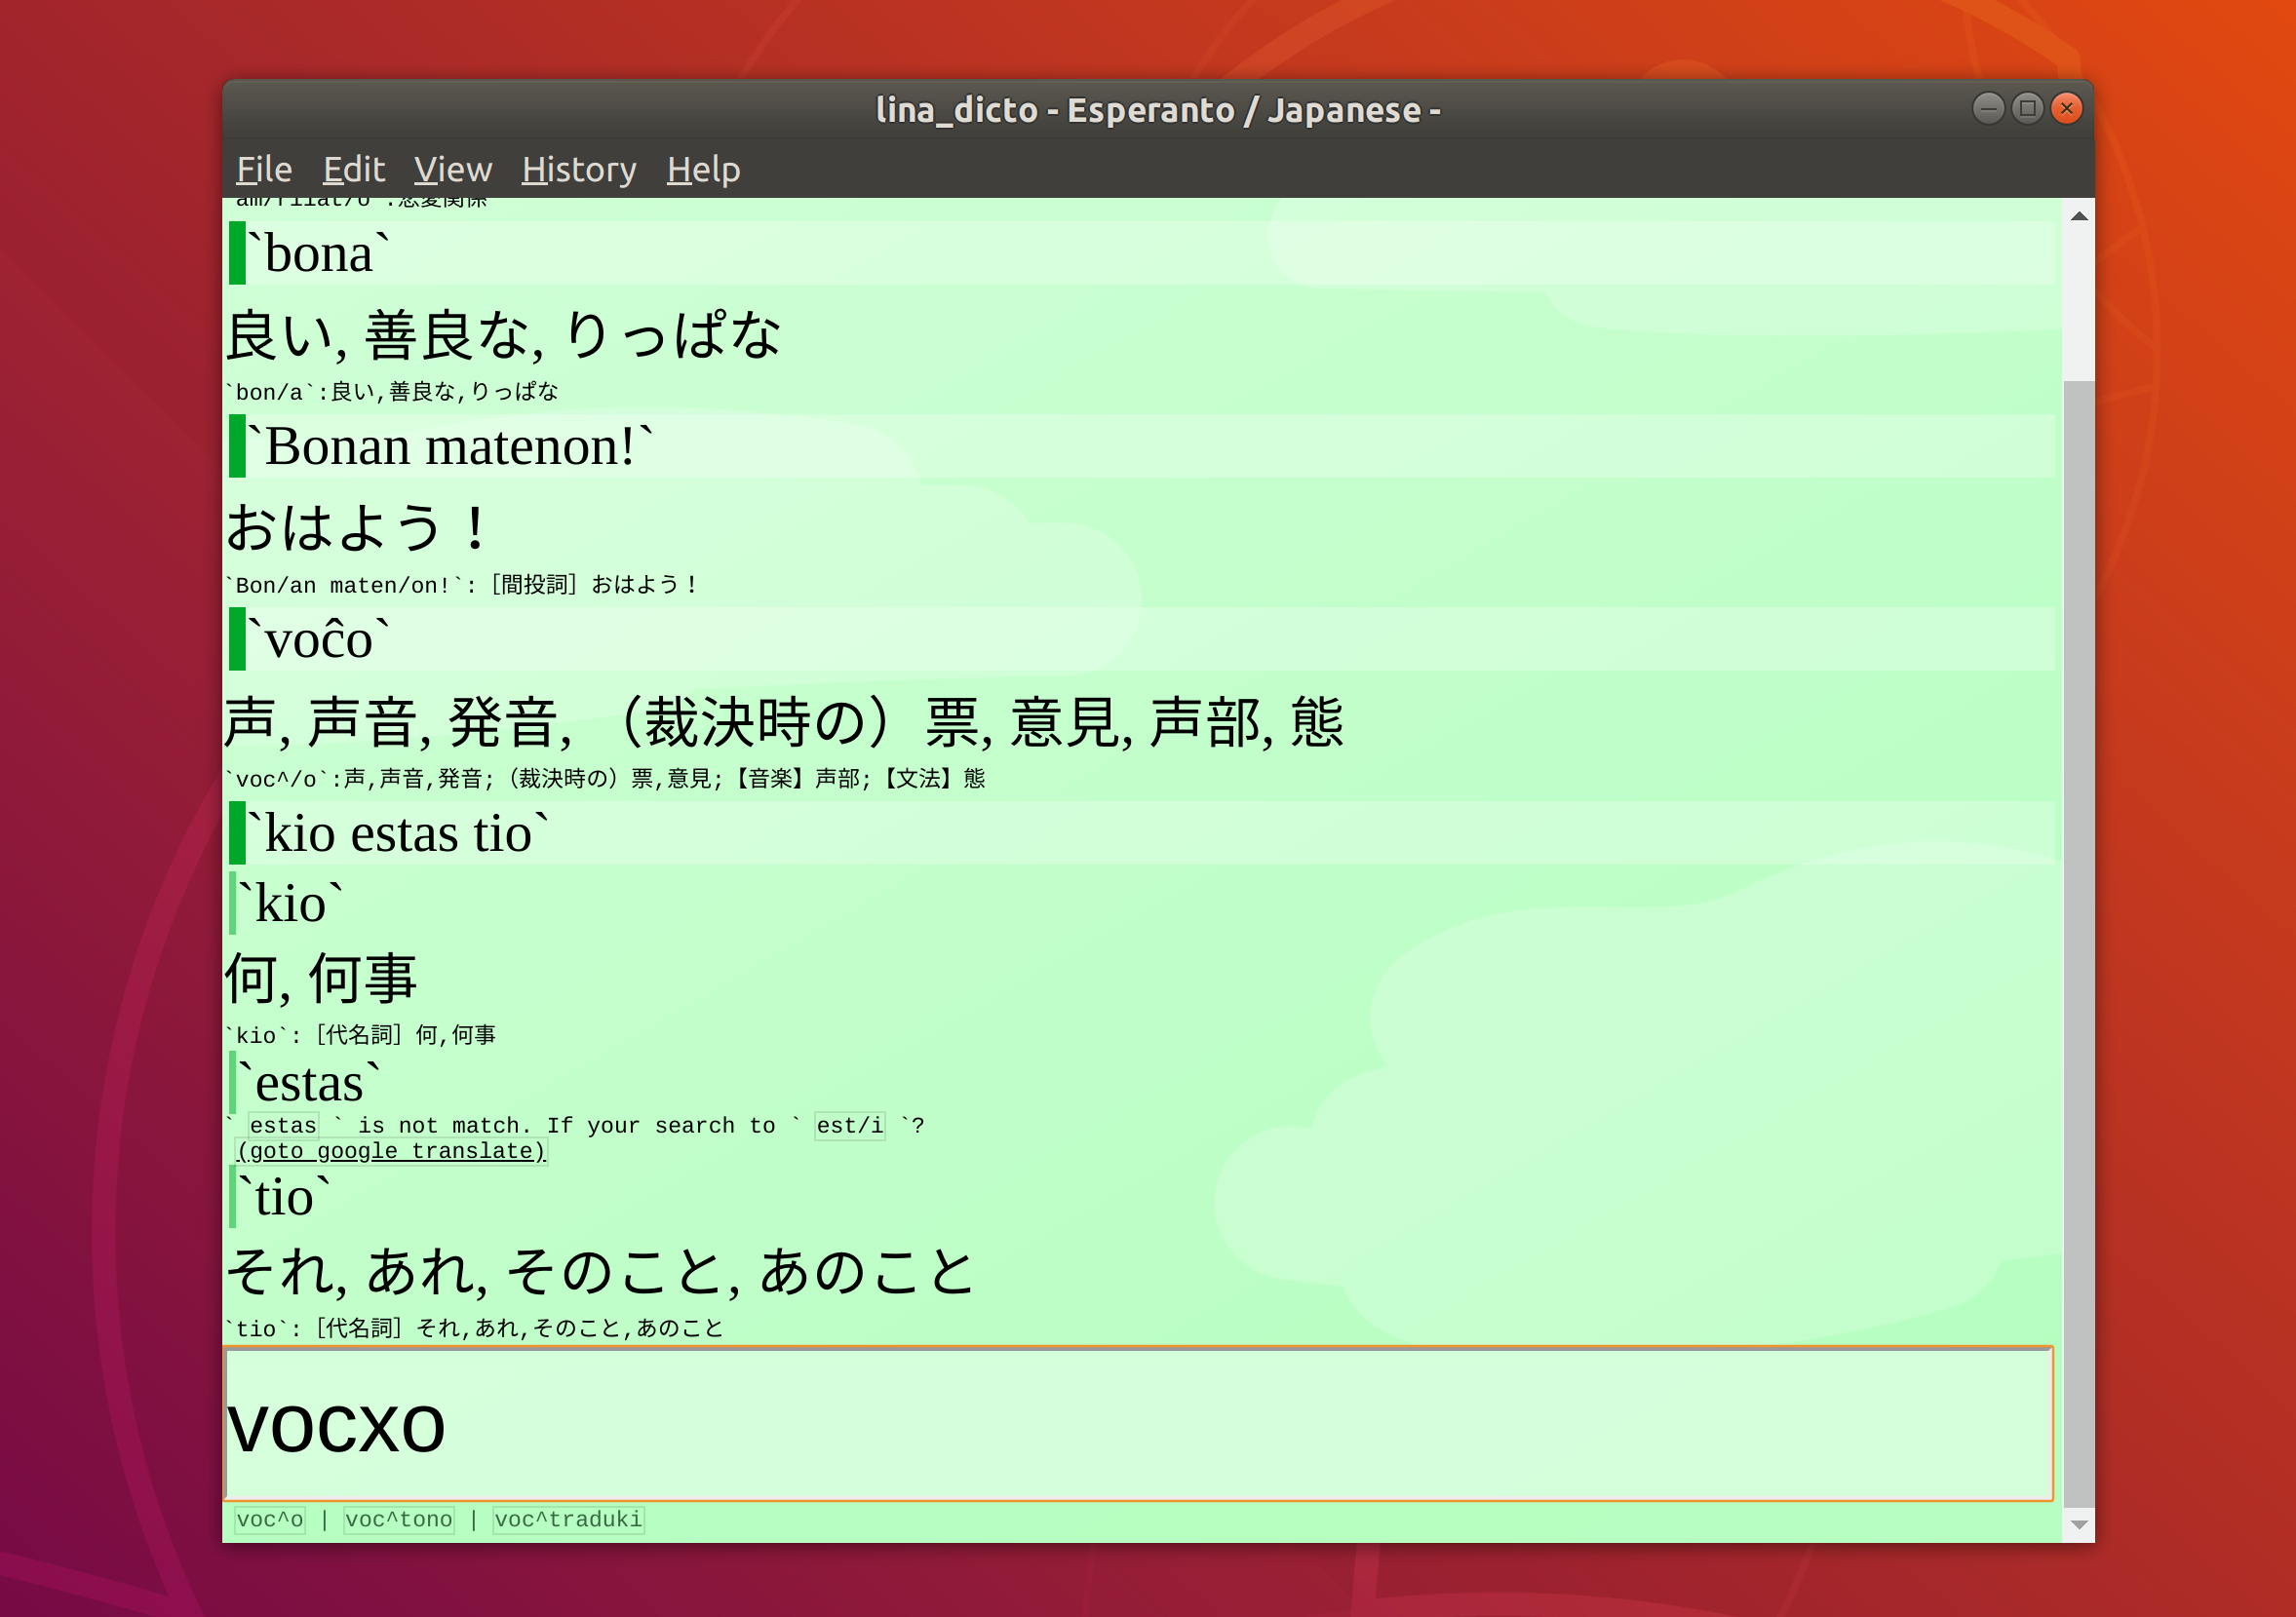 lina_dicto - Esperanto / Japanese -
File Edit View History Help
am/rilat/o`:恋愛関係
`bona`
良い, 善良な, りっぱな
`bon/a`:良い,善良な,りっぱな
`Bonan matenon!`
おはよう！
`Bon/an maten/on!`:［間投詞］おはよう！
`voĉo`
声, 声音, 発音, （裁決時の）票, 意見, 声部, 態
`voc^/o`:声,声音,発音;（裁決時の）票,意見;【音楽】声部;【文法】態
`kio estas tio`
`kio`
何, 何事
`kio`:［代名詞］何,何事
`estas`
` estas ` is not match. If your search to ` est/i `?
(goto google translate)
`tio`
それ, あれ, そのこと, あのこと
`tio`:［代名詞］それ,あれ,そのこと,あのこと
vocxo
voc^o | voc^tono | voc^traduki